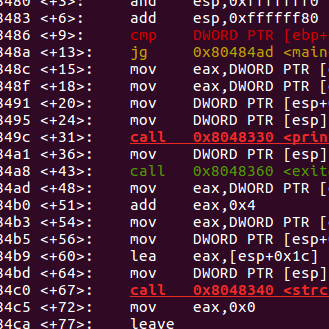 8480 <+3>: and esp,0xfffffff0
8483 <+6>: add esp,0xffffff80
8486 <+9>: cmp DWORD PTR [ebp+
848a <+13>: jg 0x80484ad <main
848c <+15>: mov eax,DWORD PTR [
848f <+18>: mov eax,DWORD PTR [
8491 <+20>: mov DWORD PTR [esp+
8495 <+24>: mov DWORD PTR [esp]
849c <+31>: call 0x8048330 <prin
84a1 <+36>: mov DWORD PTR [esp]
84a8 <+43>: call 0x8048360 <exit
84ad <+48>: mov eax,DWORD PTR [
84b0 <+51>: add eax,0x4
84b3 <+54>: mov eax,DWORD PTR [
84b5 <+56>: mov DWORD PTR [esp+
84b9 <+60>: lea eax,[esp+0x1c]
84bd <+64>: mov DWORD PTR [esp]
84c0 <+67>: call 0x8048340 <strc
84c5 <+72>: mov eax,0x0
84ca <+77>: leave